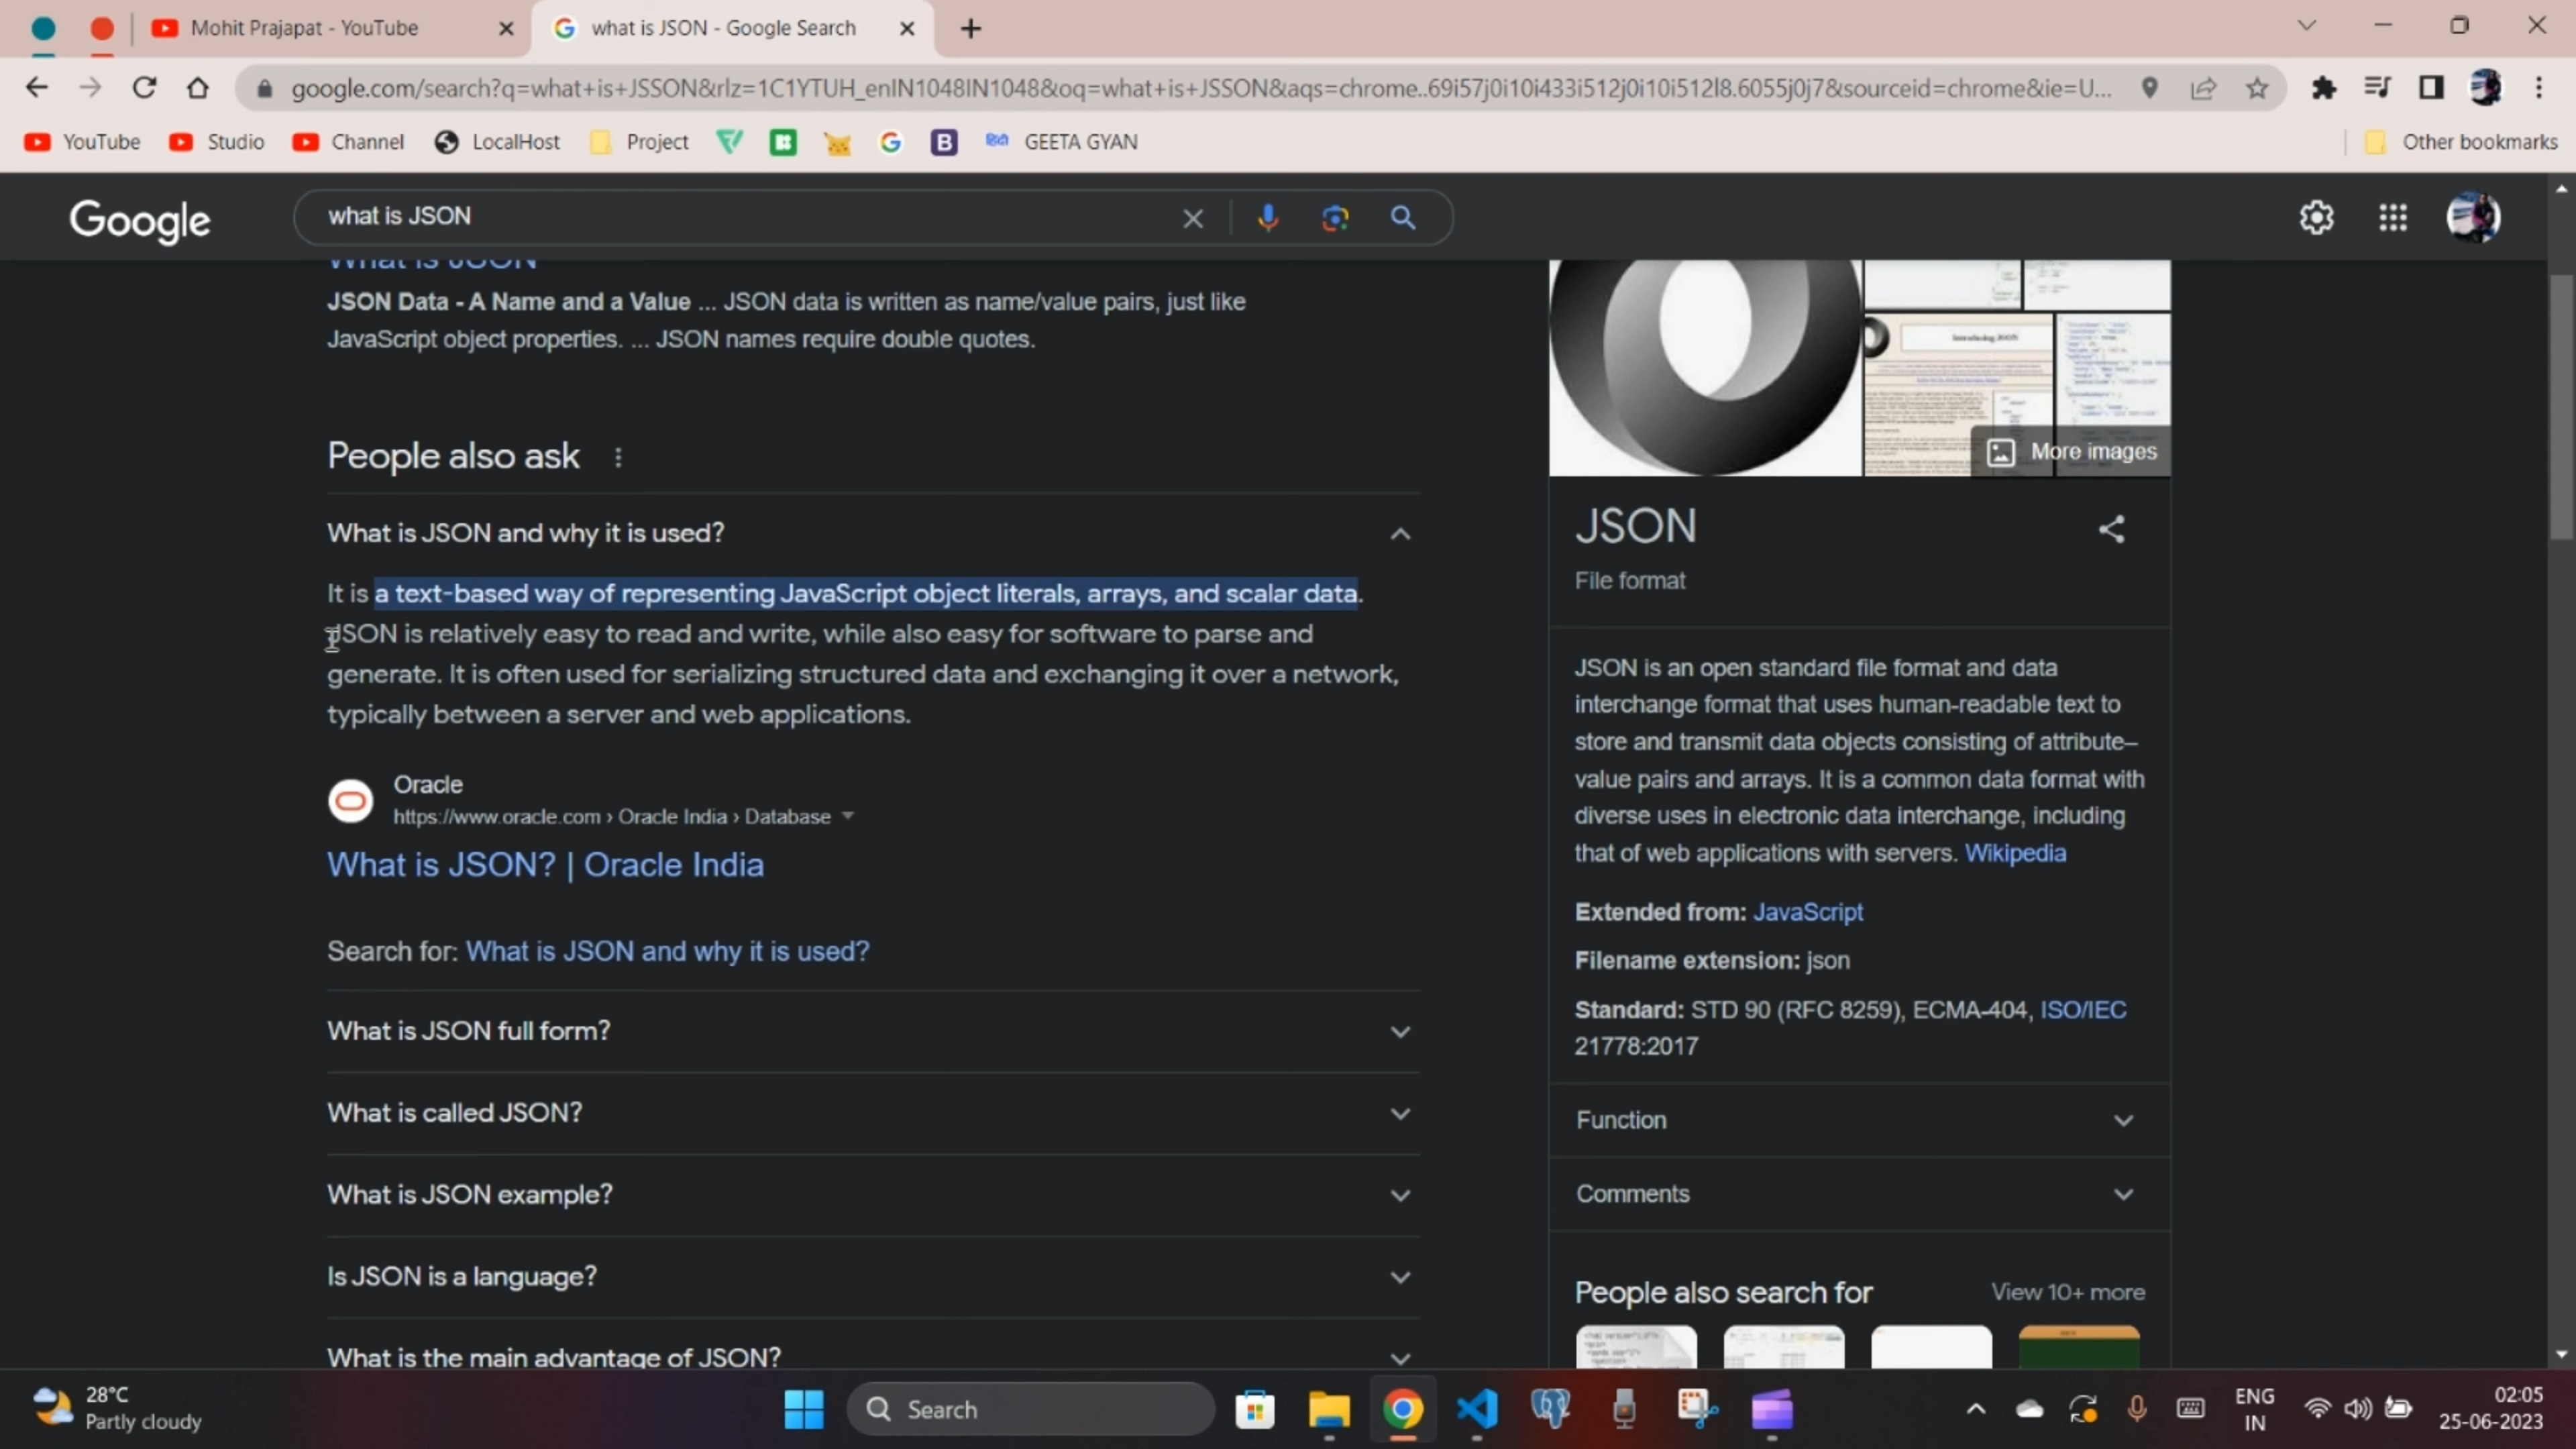 Mohit Prajapat - YouTube
what is JSON - Google Search
google.com/search?q=what+is+JSSON&rlz=1C1YTUH_enIN1048IN1048&oq=what+is+JSSON&aqs=chrome..69i57j0i10i433i512j0i10i512l8.6055j0j7&sourceid=chrome&ie=U...
YouTube Studio Channel LocalHost Project B GEETA GYAN Other bookmarks
Google
what is JSON
What is JSON
JSON Data - A Name and a Value ... JSON data is written as name/value pairs, just like
JavaScript object properties. ... JSON names require double quotes.
People also ask
What is JSON and why it is used?
It is a text-based way of representing JavaScript object literals, arrays, and scalar data.
JSON is relatively easy to read and write, while also easy for software to parse and
generate. It is often used for serializing structured data and exchanging it over a network,
typically between a server and web applications.
Oracle
https://www.oracle.com › Oracle India › Database
What is JSON? | Oracle India
Search for: What is JSON and why it is used?
What is JSON full form?
What is called JSON?
What is JSON example?
Is JSON is a language?
What is the main advantage of JSON?
Introducing JSON
More images
JSON
File format
JSON is an open standard file format and data
interchange format that uses human-readable text to
store and transmit data objects consisting of attribute–
value pairs and arrays. It is a common data format with
diverse uses in electronic data interchange, including
that of web applications with servers. Wikipedia
Extended from: JavaScript
Filename extension: json
Standard: STD 90 (RFC 8259), ECMA-404, ISO/IEC
21778:2017
Function
Comments
People also search for
View 10+ more
28°C
Partly cloudy
Search
ENG
IN
02:05
25-06-2023